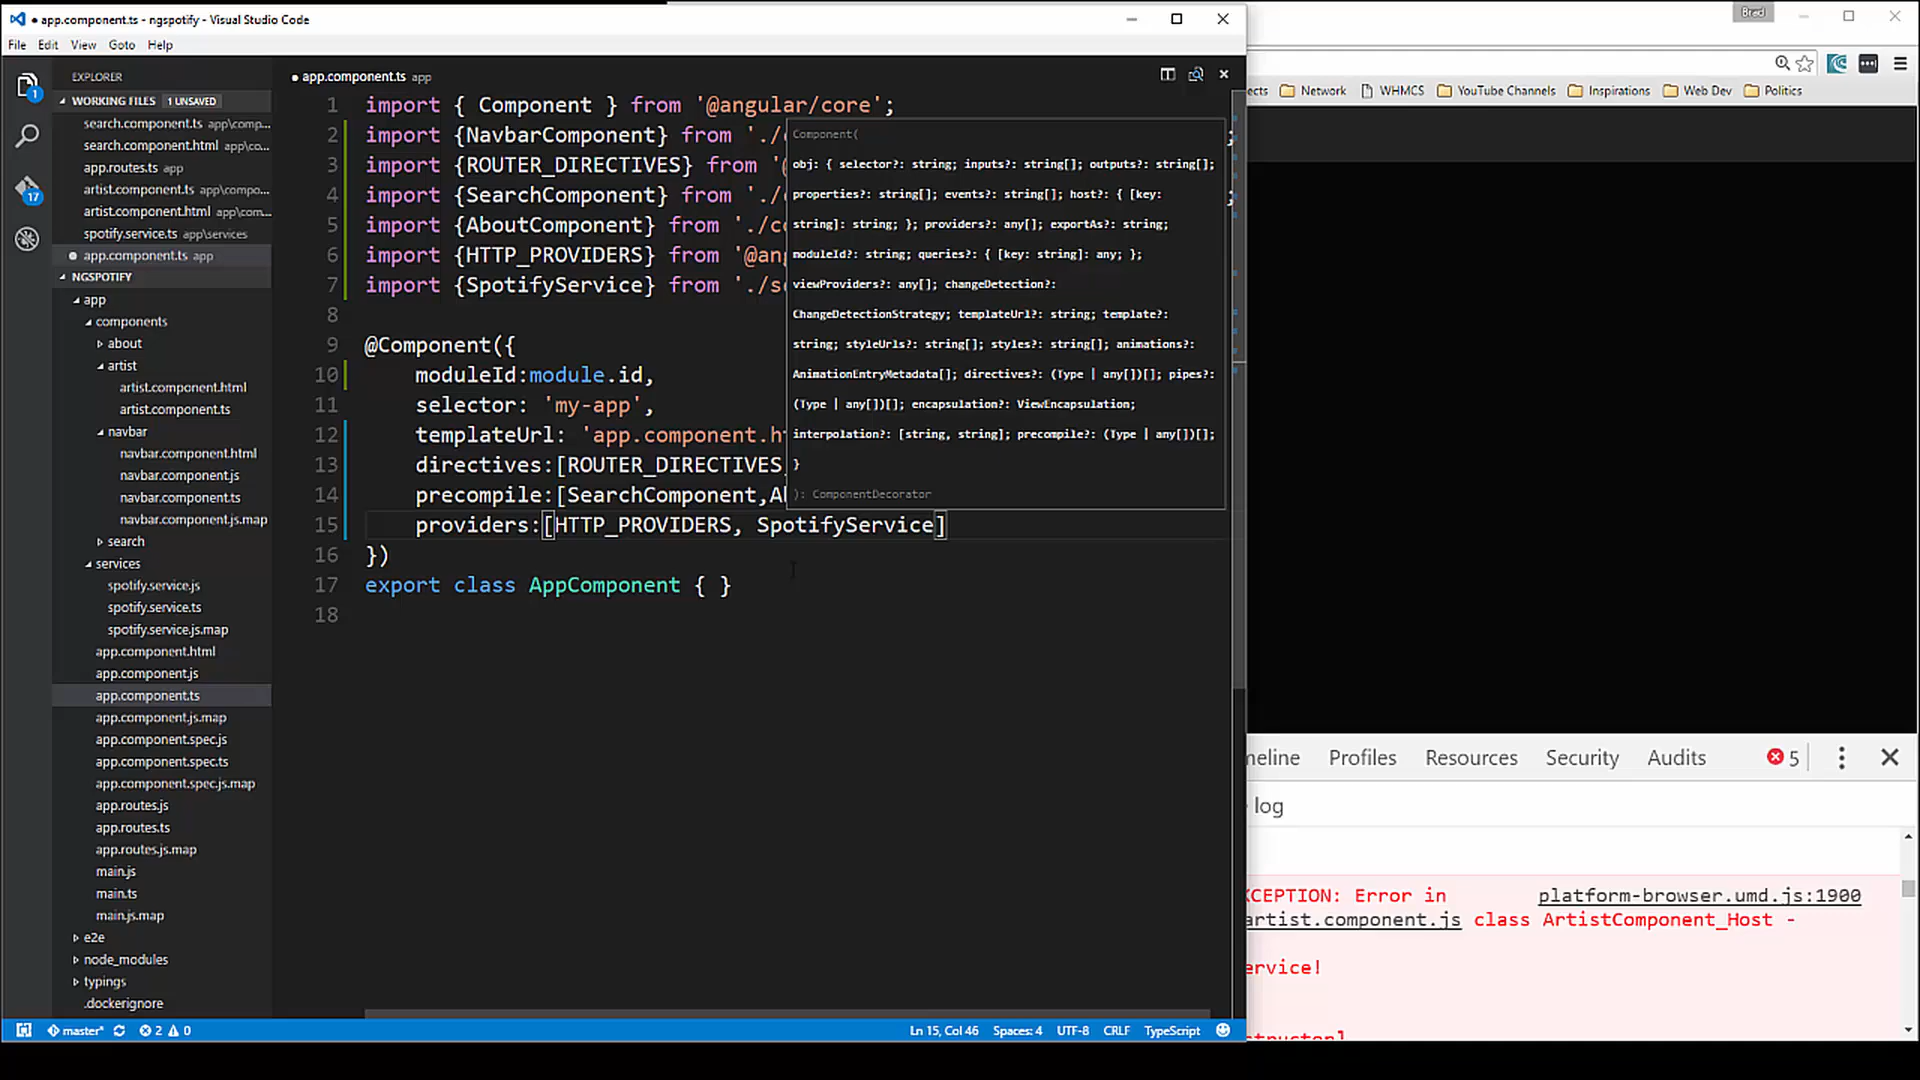 app.component.ts - ngspotify - Visual Studio Code
File Edit View Goto Help
EXPLORER
WORKING FILES 1 UNSAVED
search.component.ts app\comp...
search.component.html app\co...
app.routes.ts app
artist.component.ts app\compo...
artist.component.html app\com...
spotify.service.ts app\services
app.component.ts app
NGSPOTIFY
app
components
about
artist
artist.component.html
artist.component.ts
navbar
navbar.component.html
navbar.component.js
navbar.component.ts
navbar.component.js.map
search
services
spotify.service.js
spotify.service.ts
spotify.service.js.map
app.component.html
app.component.js
app.component.ts
app.component.js.map
app.component.spec.js
app.component.spec.ts
app.component.spec.js.map
app.routes.js
app.routes.ts
app.routes.js.map
main.js
main.ts
main.js.map
e2e
node_modules
typings
.dockerignore
1
17
app.component.ts app
1 import { Component } from '@angular/core';
2 import {NavbarComponent} from './
3 import {ROUTER_DIRECTIVES} from '
4 import {SearchComponent} from './
5 import {AboutComponent} from './c
6 import {HTTP_PROVIDERS} from '@an
7 import {SpotifyService} from './s
8
9 @Component({
10 moduleId:module.id,
11 selector: 'my-app',
12 templateUrl: 'app.component.h
13 directives:[ROUTER_DIRECTIVES
14 precompile:[SearchComponent,A
15 providers:[HTTP_PROVIDERS, SpotifyService]
16 })
17 export class AppComponent { }
18
Component(
obj: { selector?: string; inputs?: string[]; outputs?: string[];
properties?: string[]; events?: string[]; host?: { [key:
string]: string; }; providers?: any[]; exportAs?: string;
moduleId?: string; queries?: { [key: string]: any; };
viewProviders?: any[]; changeDetection?:
ChangeDetectionStrategy; templateUrl?: string; template?:
string; styleUrls?: string[]; styles?: string[]; animations?:
AnimationEntryMetadata[]; directives?: (Type | any[])[]; pipes?:
(Type | any[])[]; encapsulation?: ViewEncapsulation;
interpolation?: [string, string]; precompile?: (Type | any[])[];
}
): ComponentDecorator
master* 2 0
Ln 15, Col 46 Spaces: 4 UTF-8 CRLF TypeScript
Brad
ects Network WHMCS YouTube Channels Inspirations Web Dev Politics
meline Profiles Resources Security Audits 5
log
XCEPTION: Error in platform-browser.umd.js:1900
artist.component.js class ArtistComponent_Host -
ervice!